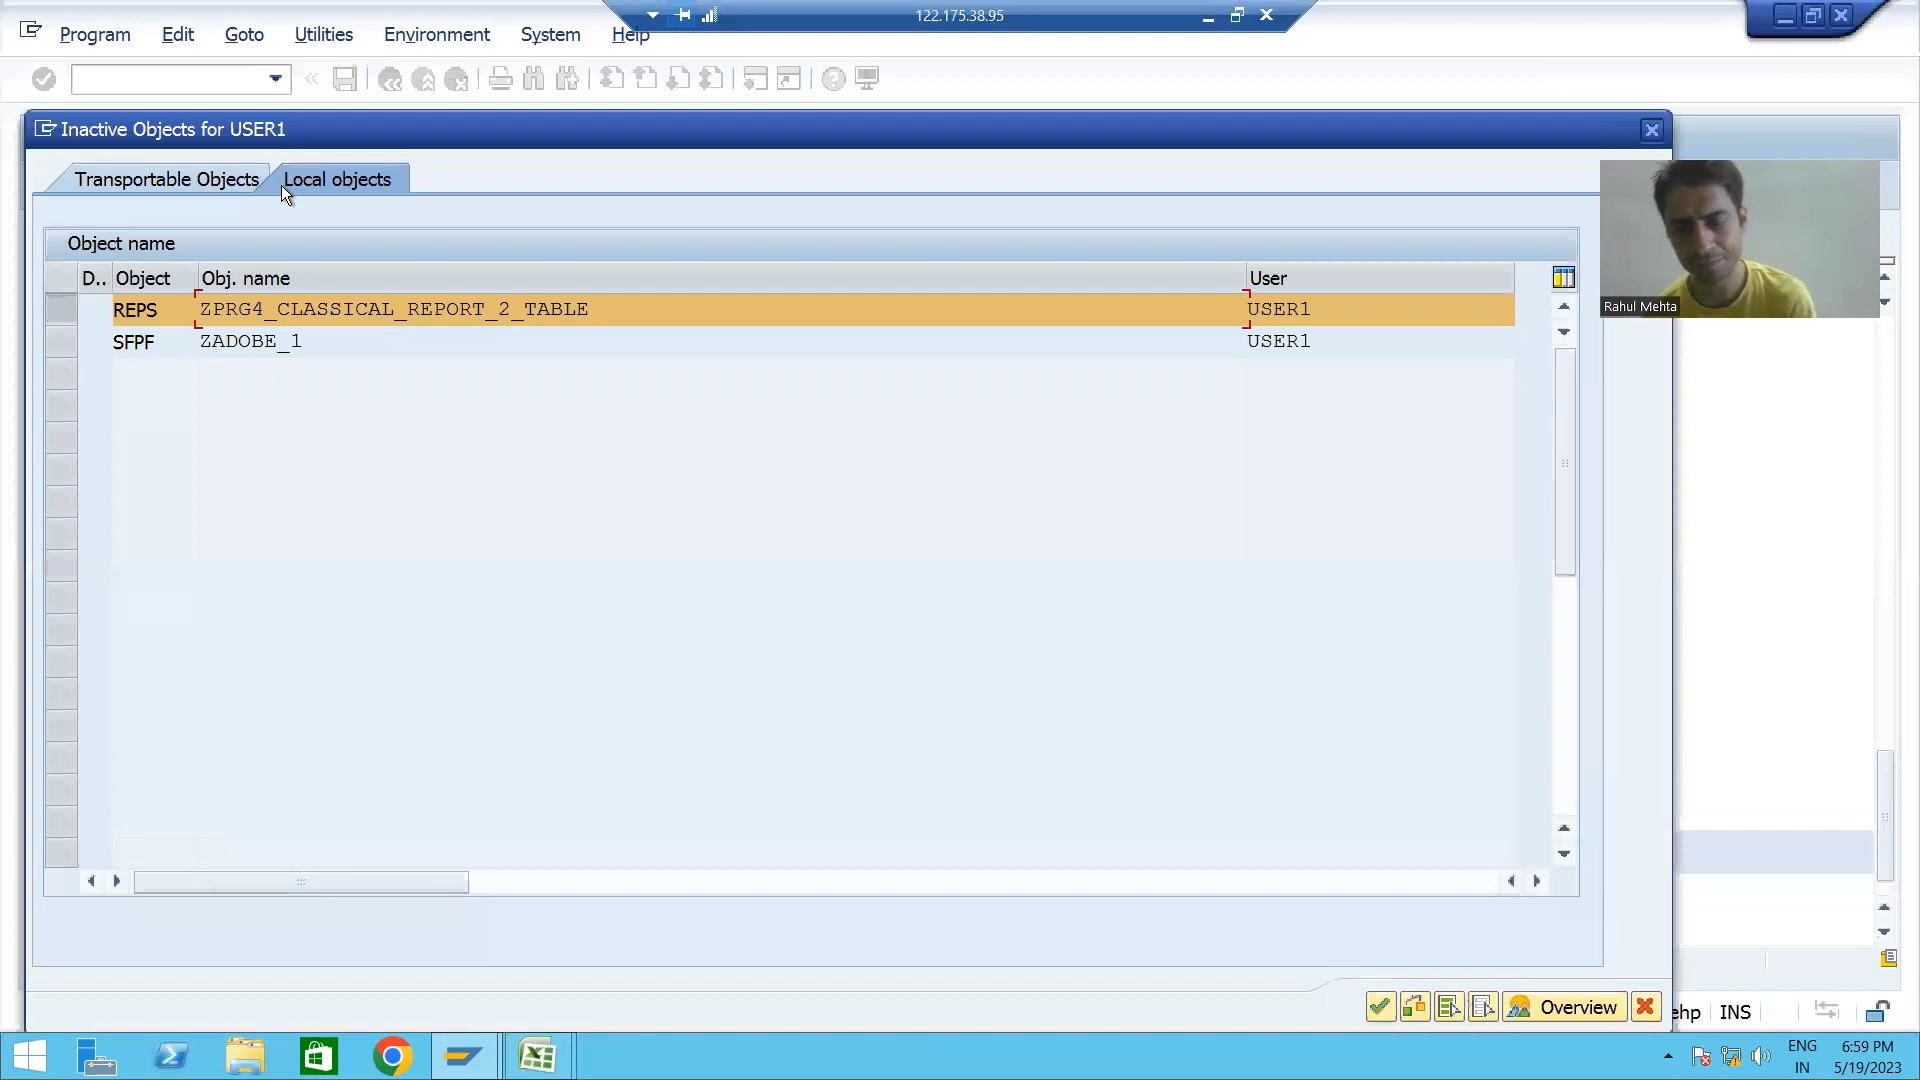 122.175.38.95
Program Edit Goto Utilities Environment System Help
Inactive Objects for USER1
Transportable Objects Local objects
Object name
D.. Object Obj. name User
REPS ZPRG4_CLASSICAL_REPORT_2_TABLE USER1
SFPF ZADOBE_1 USER1
Rahul Mehta
Overview
ehp INS
ENG 6:59 PM
IN 5/19/2023